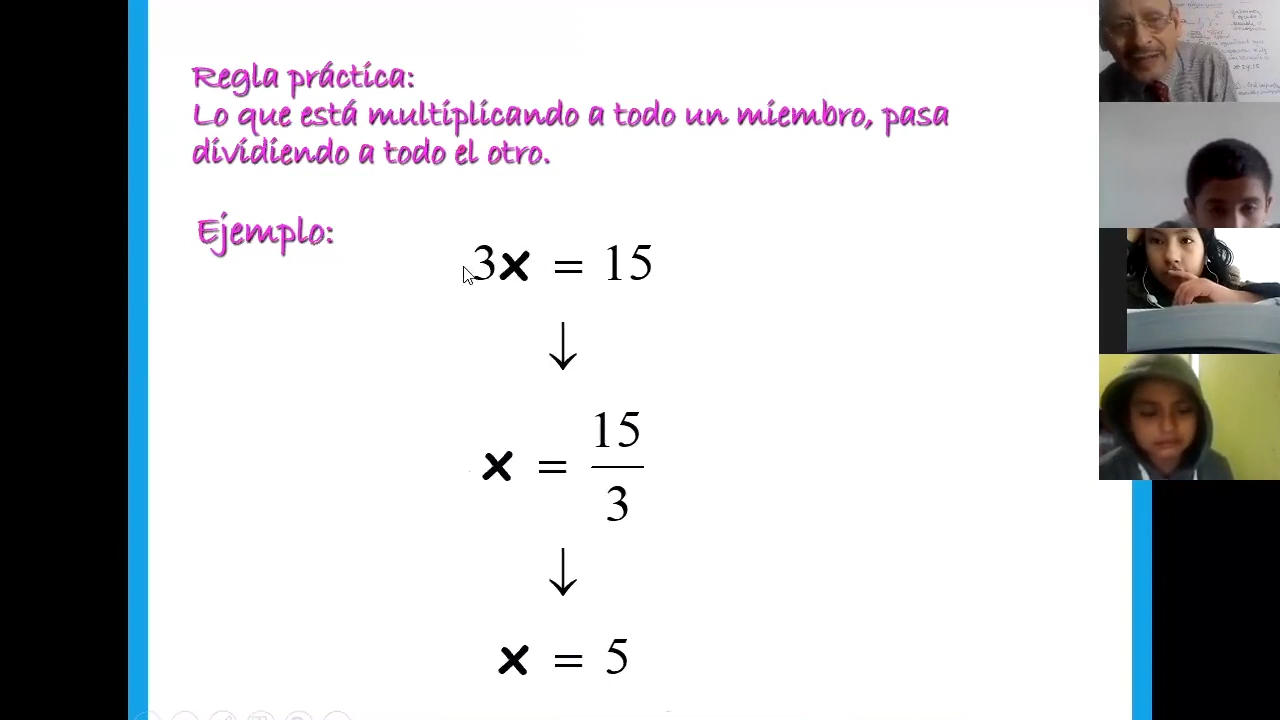 Regla práctica:
Lo que está multiplicando a todo un miembro, pasa
dividiendo a todo el otro.
Ejemplo:
3x = 15
↓
x = 15/3
↓
x = 5